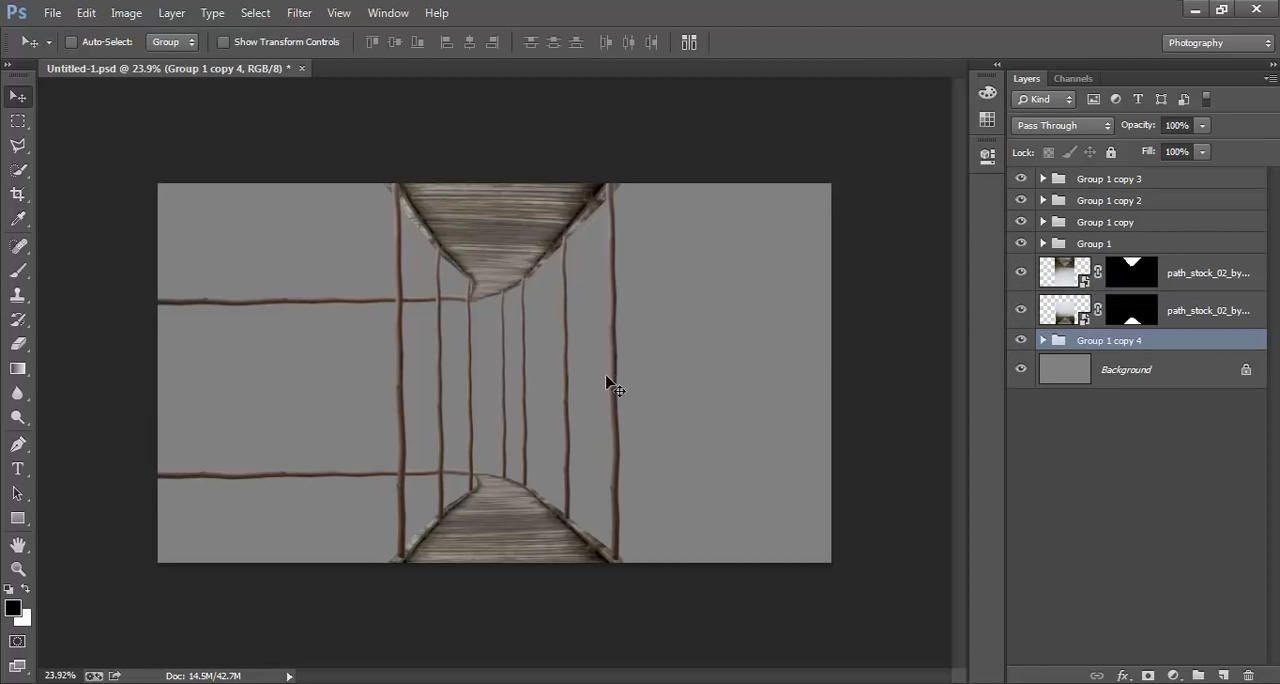 Ps File Edit Image Layer Type Select Filter View Window Help
Auto-Select: Group Show Transform Controls Photography
Untitled-1.psd @ 23.9% (Group 1 copy 4, RGB/8) *
Layers Channels
Kind
Pass Through Opacity: 100%
Lock: Fill: 100%
Group 1 copy 3
Group 1 copy 2
Group 1 copy
Group 1
path_stock_02_by...
path_stock_02_by...
Group 1 copy 4
Background
23.92% Doc: 14.5M/42.7M